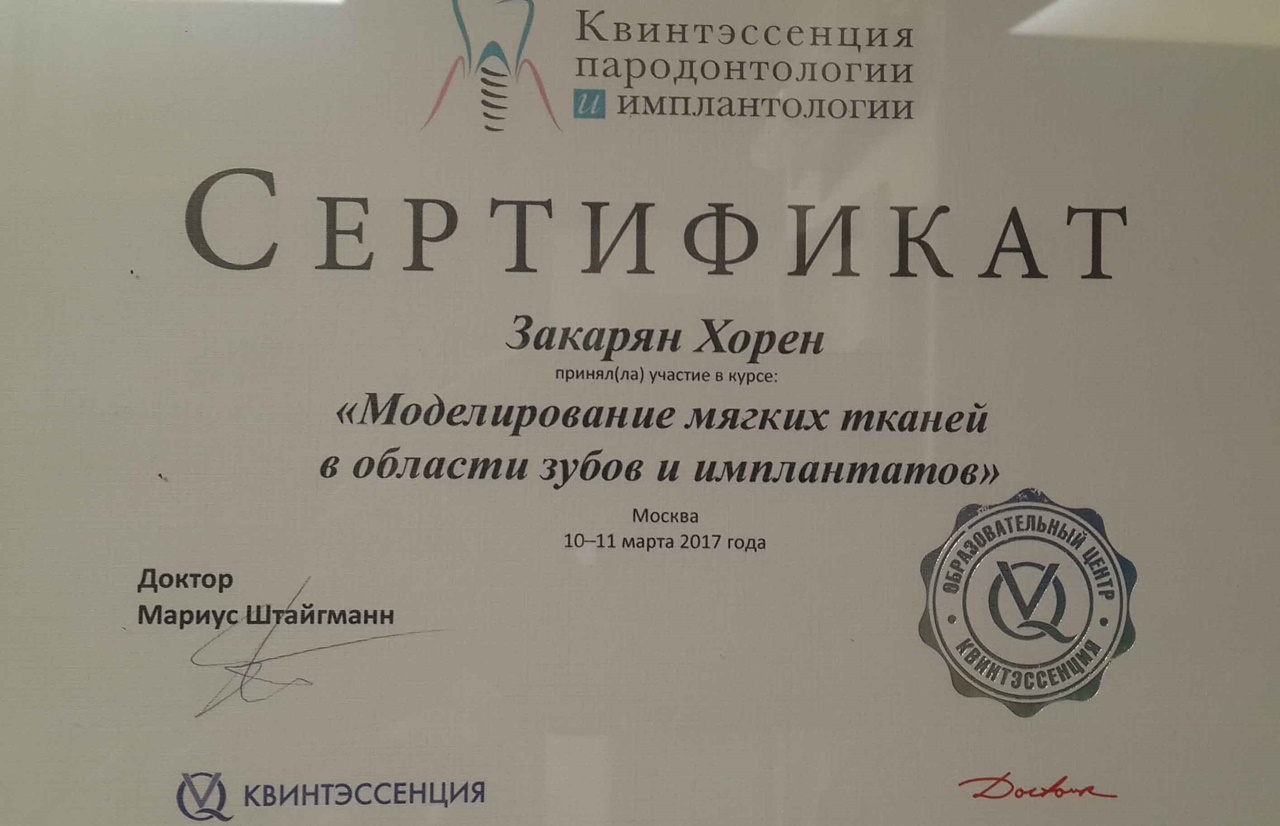 Квинтэссенция
пародонтологии
и имплантологии
СЕРТИФИКАТ
Закарян Хорен
принял(ла) участие в курсе:
«Моделирование мягких тканей
в области зубов и имплантатов»
Москва
10–11 марта 2017 года
Доктор
Мариус Штайгманн
ОБРАЗОВАТЕЛЬНЫЙ ЦЕНТР
КВИНТЭССЕНЦИЯ
КВИНТЭССЕНЦИЯ